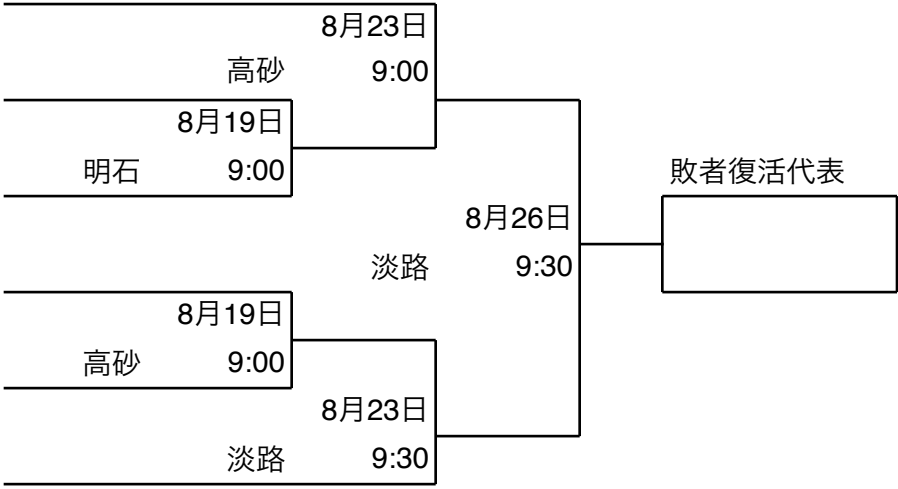 8月23日
高砂 9:00
8月19日
明石 9:00
敗者復活代表
8月26日
淡路 9:30
8月19日
高砂 9:00
8月23日
淡路 9:30